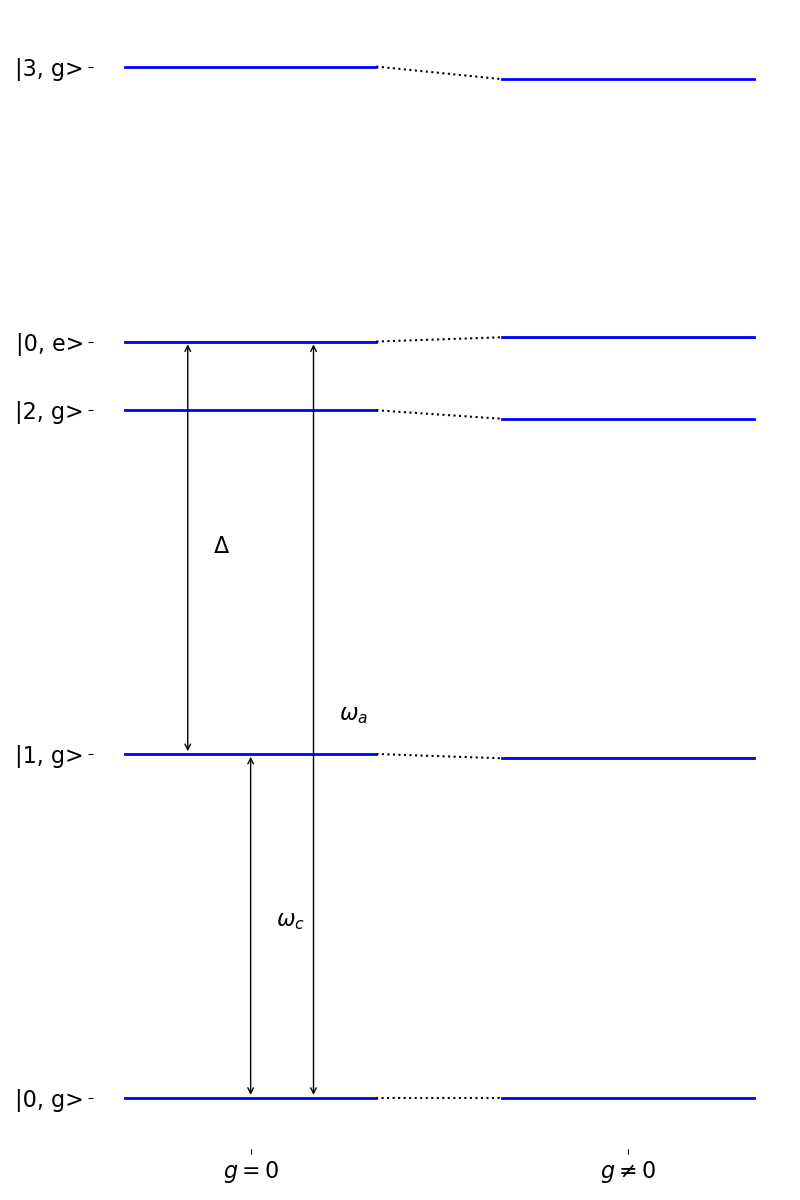 |3, g>
|0, e>
|2, g>
Δ
ω_a
|1, g>
ω_c
|0, g>
g = 0
g ≠ 0